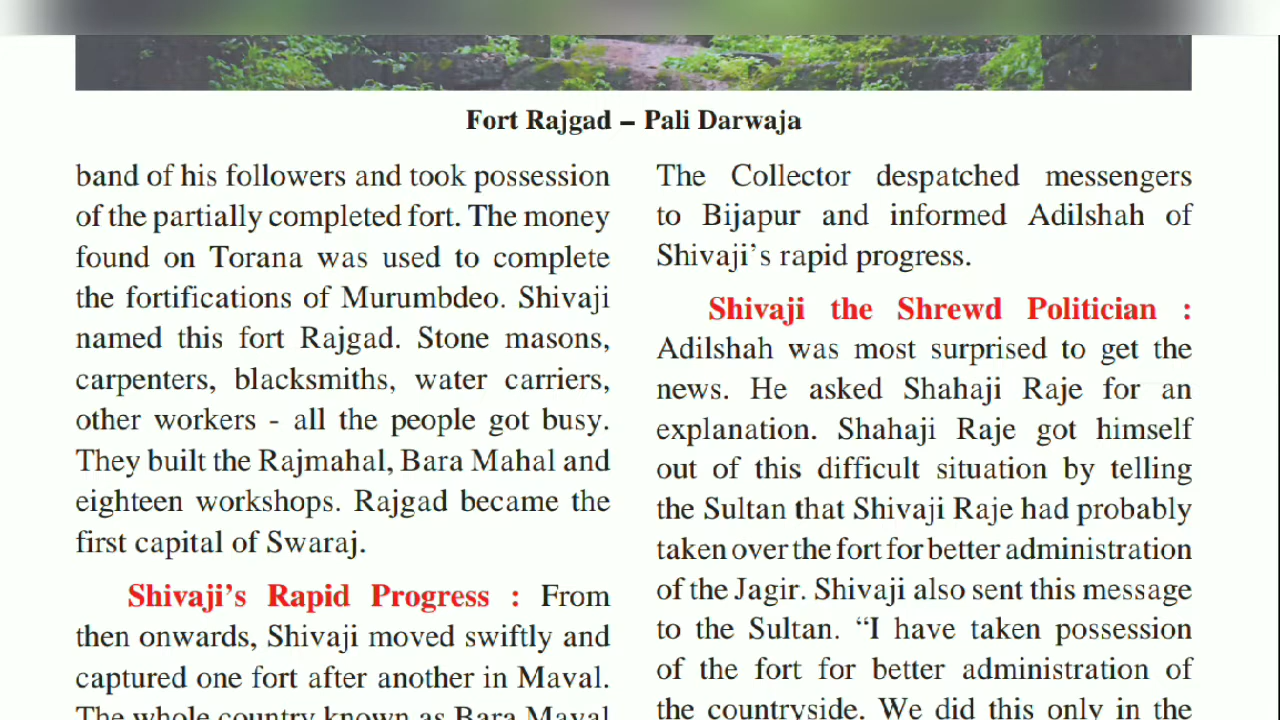 Fort Rajgad – Pali Darwaja
band of his followers and took possession
of the partially completed fort. The money
found on Torana was used to complete
the fortifications of Murumbdeo. Shivaji
named this fort Rajgad. Stone masons,
carpenters, blacksmiths, water carriers,
other workers - all the people got busy.
They built the Rajmahal, Bara Mahal and
eighteen workshops. Rajgad became the
first capital of Swaraj.
Shivaji’s Rapid Progress : From
then onwards, Shivaji moved swiftly and
captured one fort after another in Maval.
The whole country known as Bara Maval
The Collector despatched messengers
to Bijapur and informed Adilshah of
Shivaji’s rapid progress.
Shivaji the Shrewd Politician :
Adilshah was most surprised to get the
news. He asked Shahaji Raje for an
explanation. Shahaji Raje got himself
out of this difficult situation by telling
the Sultan that Shivaji Raje had probably
taken over the fort for better administration
of the Jagir. Shivaji also sent this message
to the Sultan. “I have taken possession
of the fort for better administration of
the countryside. We did this only in the